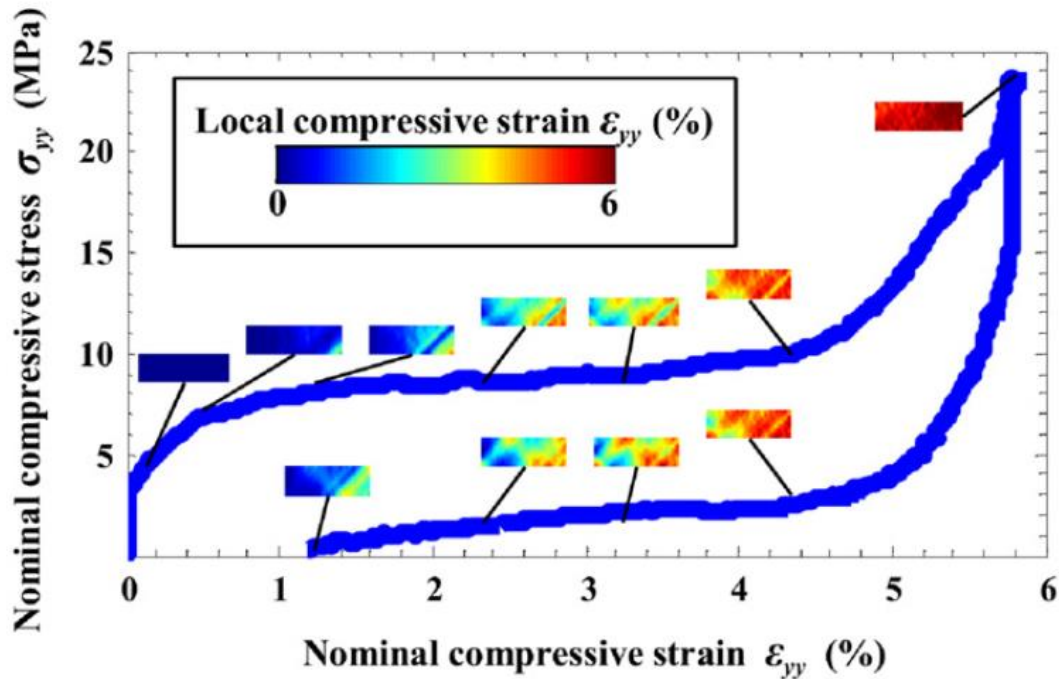 Nominal compressive stress σyy (MPa)
25
20
15
10
5
Local compressive strain εyy (%)
0 6
0 1 2 3 4 5 6
Nominal compressive strain εyy (%)